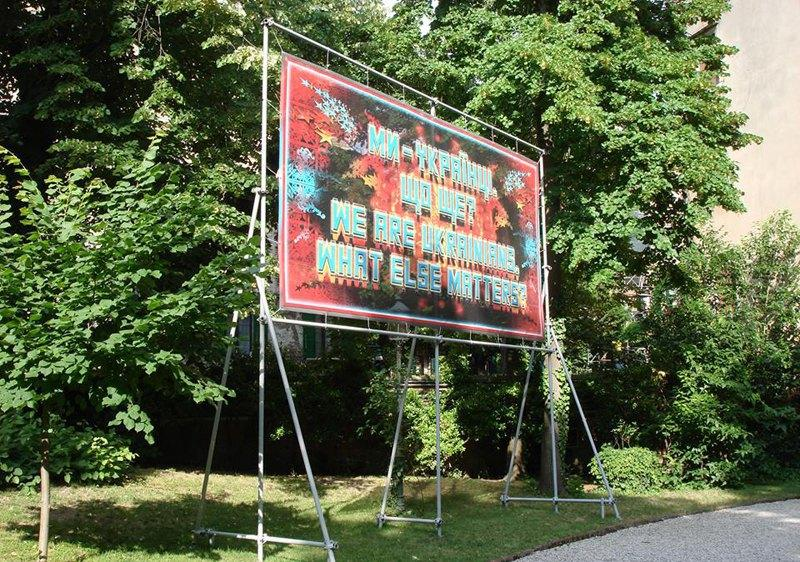 МИ – УКРАЇНЦІ,
ЩО ЩЕ?
WE ARE UKRAINIANS,
WHAT ELSE MATTERS?